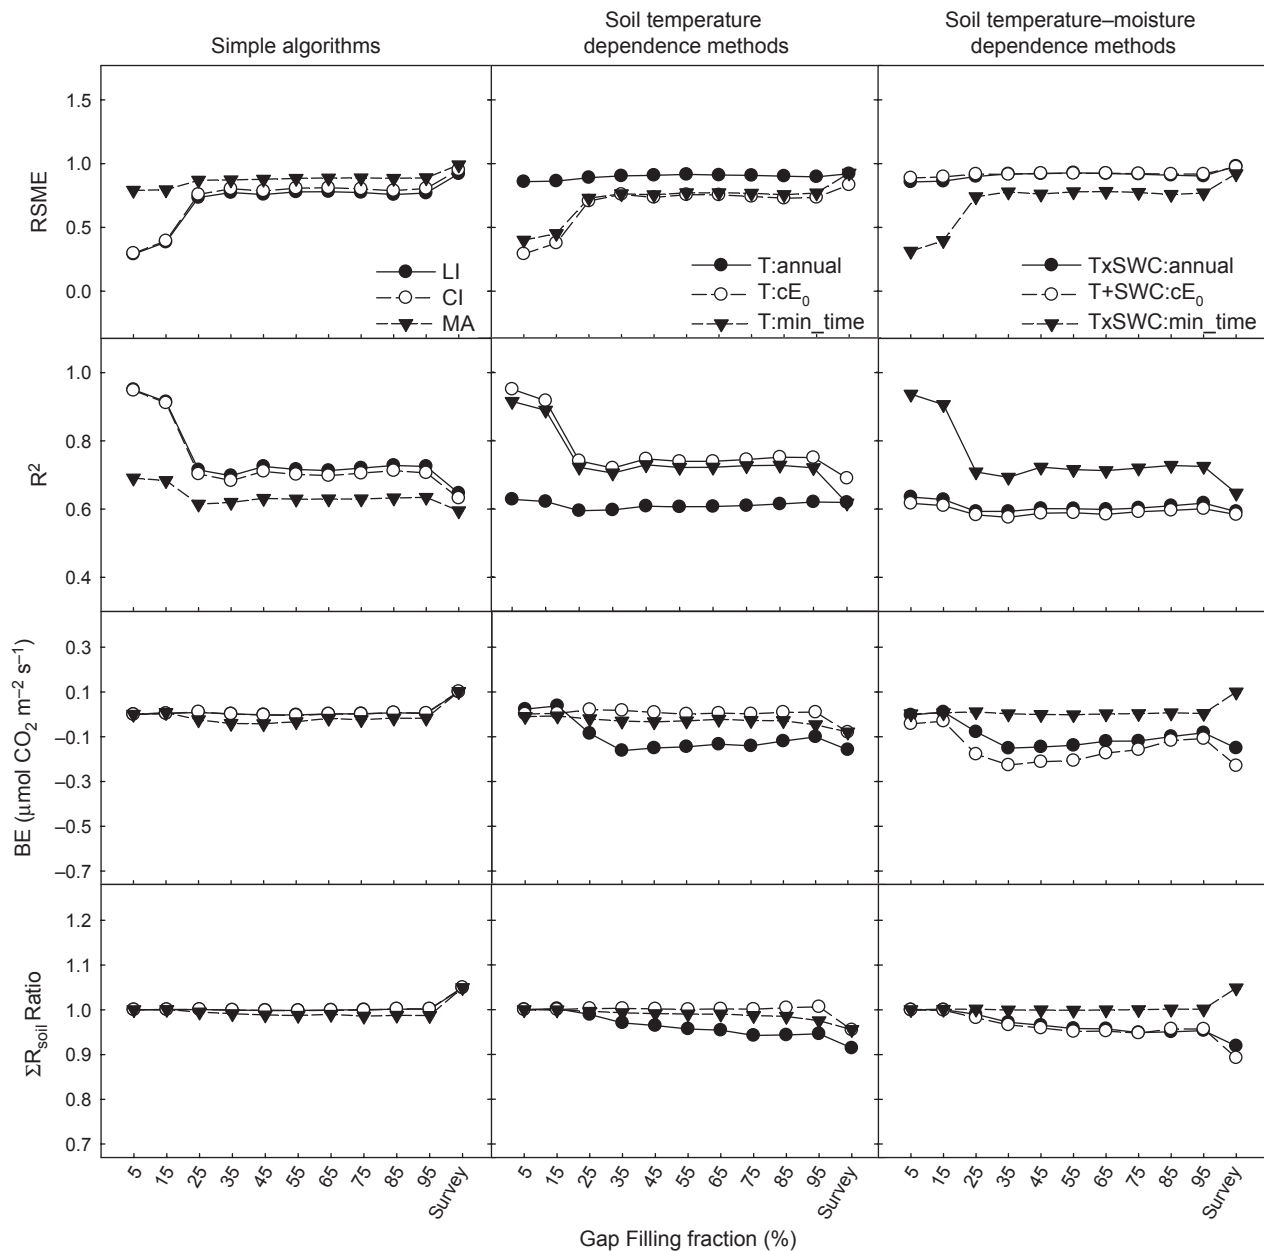 Simple algorithms
Soil temperature
dependence methods
Soil temperature–moisture
dependence methods
RSME
1.5
1.0
0.5
0.0
LI
CI
MA
T:annual
T:cE₀
T:min_time
TxSWC:annual
T+SWC:cE₀
TxSWC:min_time
R²
1.0
0.8
0.6
0.4
BE (μmol CO₂ m⁻² s⁻¹)
0.3
0.1
–0.1
–0.3
–0.5
–0.7
ΣR_soil Ratio
1.2
1.1
1.0
0.9
0.8
0.7
5 15 25 35 45 55 65 75 85 95 Survey
5 15 25 35 45 55 65 75 85 95 Survey
5 15 25 35 45 55 65 75 85 95 Survey
Gap Filling fraction (%)